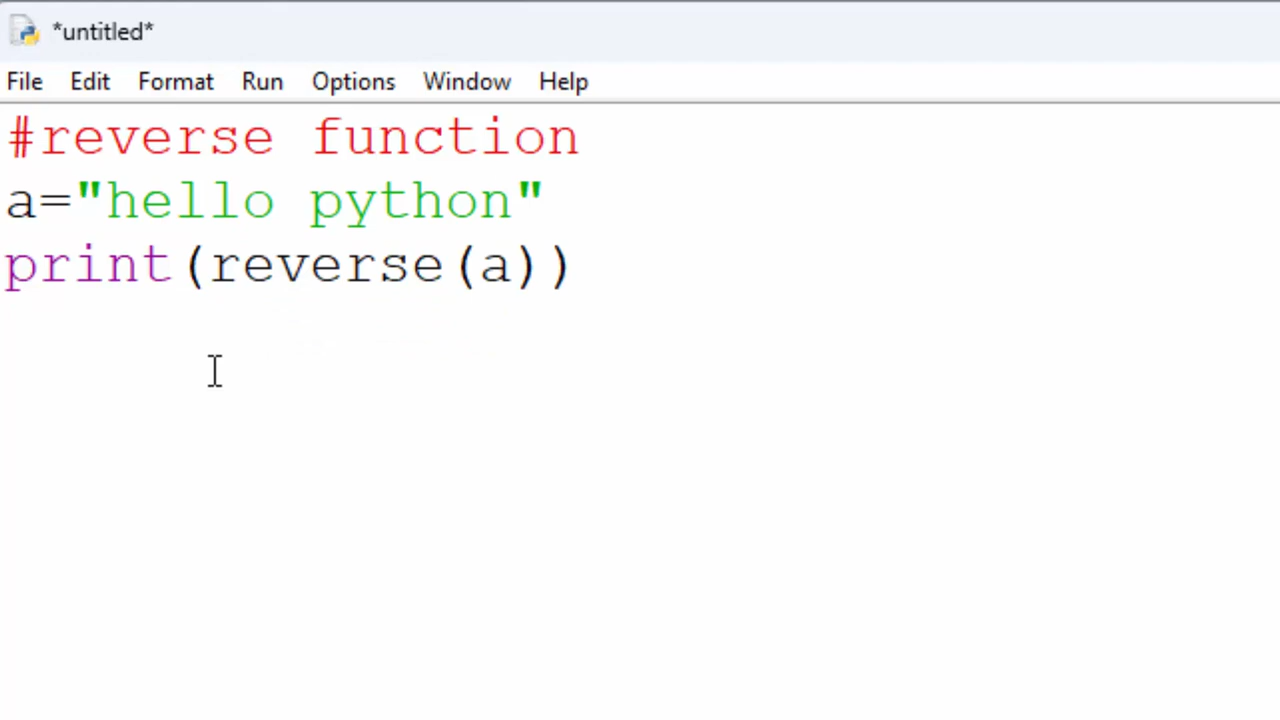 *untitled*
File Edit Format Run Options Window Help
#reverse function
a="hello python"
print(reverse(a))